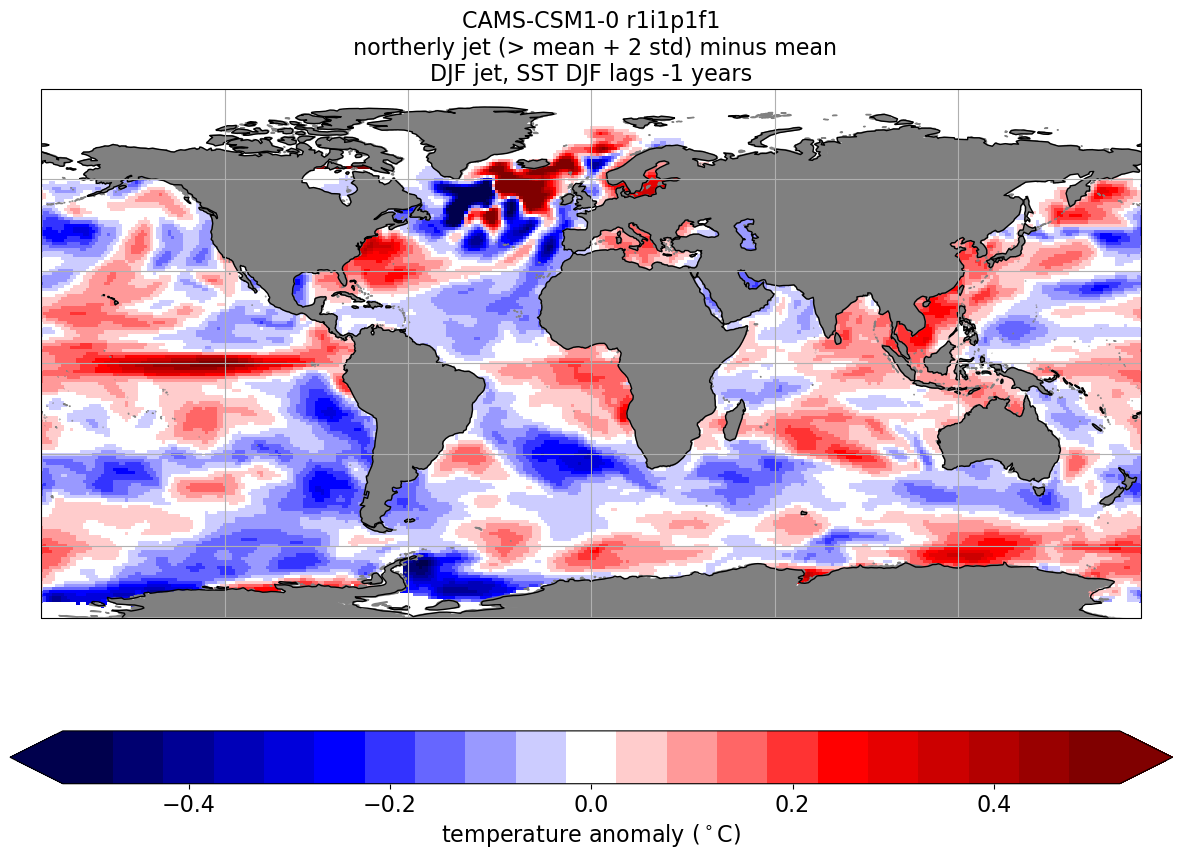 CAMS-CSM1-0 r1i1p1f1
northerly jet (> mean + 2 std) minus mean
DJF jet, SST DJF lags -1 years
−0.4 −0.2 0.0 0.2 0.4
temperature anomaly (°C)